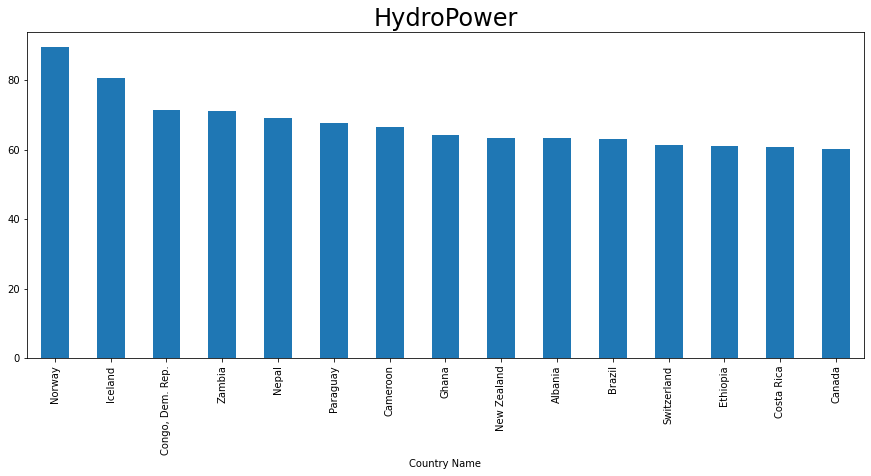 HydroPower
80
60
40
20
0
Norway
Iceland
Congo, Dem. Rep.
Zambia
Nepal
Paraguay
Cameroon
Ghana
New Zealand
Albania
Brazil
Switzerland
Ethiopia
Costa Rica
Canada
Country Name